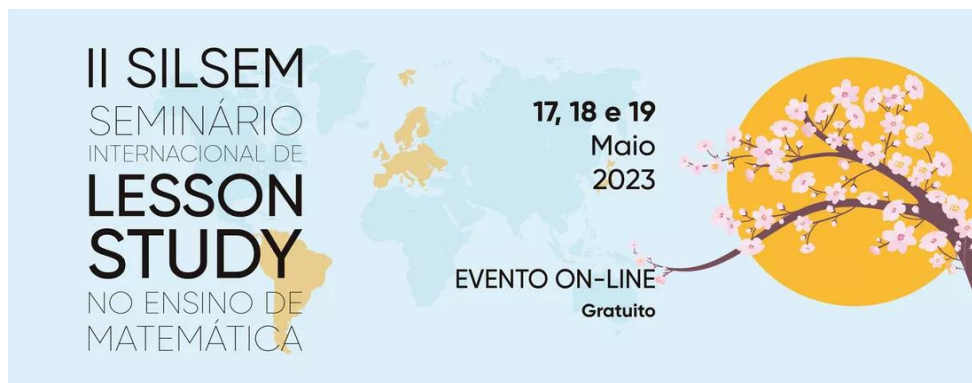 II SILSEM
SEMINÁRIO
INTERNACIONAL DE
LESSON
STUDY
NO ENSINO DE
MATEMÁTICA
17, 18 e 19
Maio
2023
EVENTO ON-LINE
Gratuito